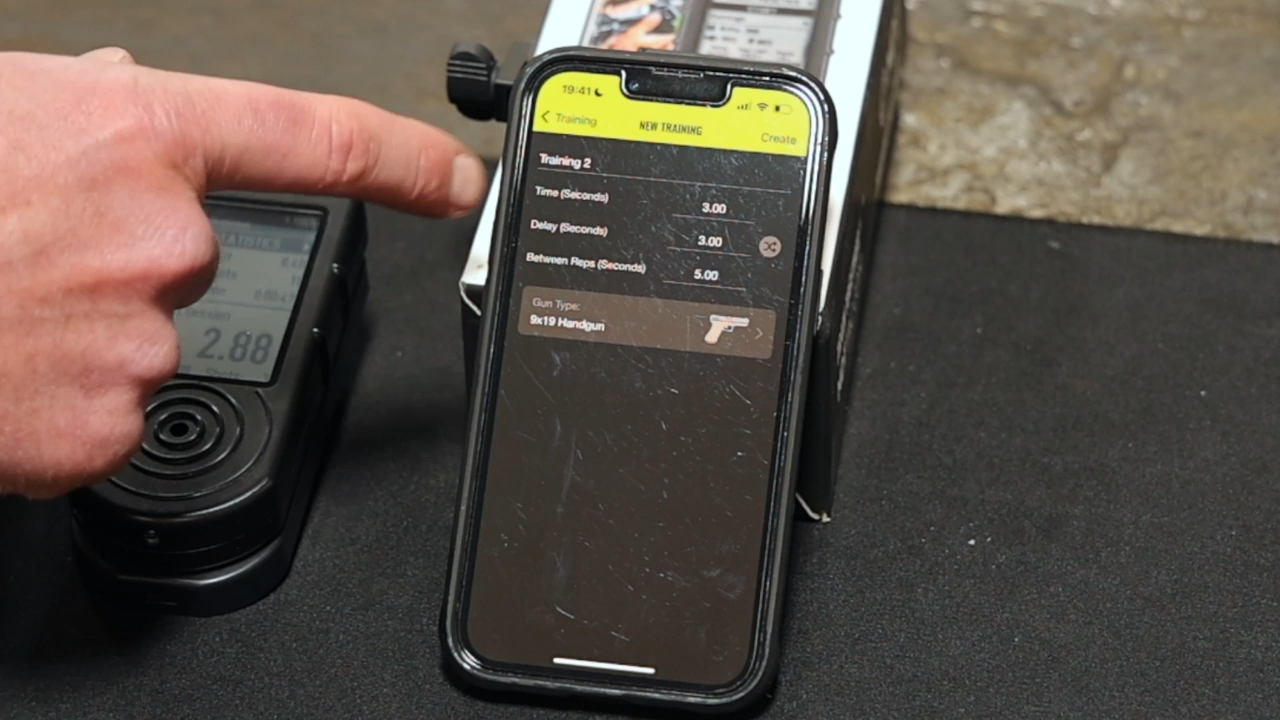 19:41
Training
NEW TRAINING
Create
Training 2
Time (Seconds)
3.00
Delay (Seconds)
3.00
Between Reps (Seconds)
5.00
Gun Type:
9x19 Handgun
2.88